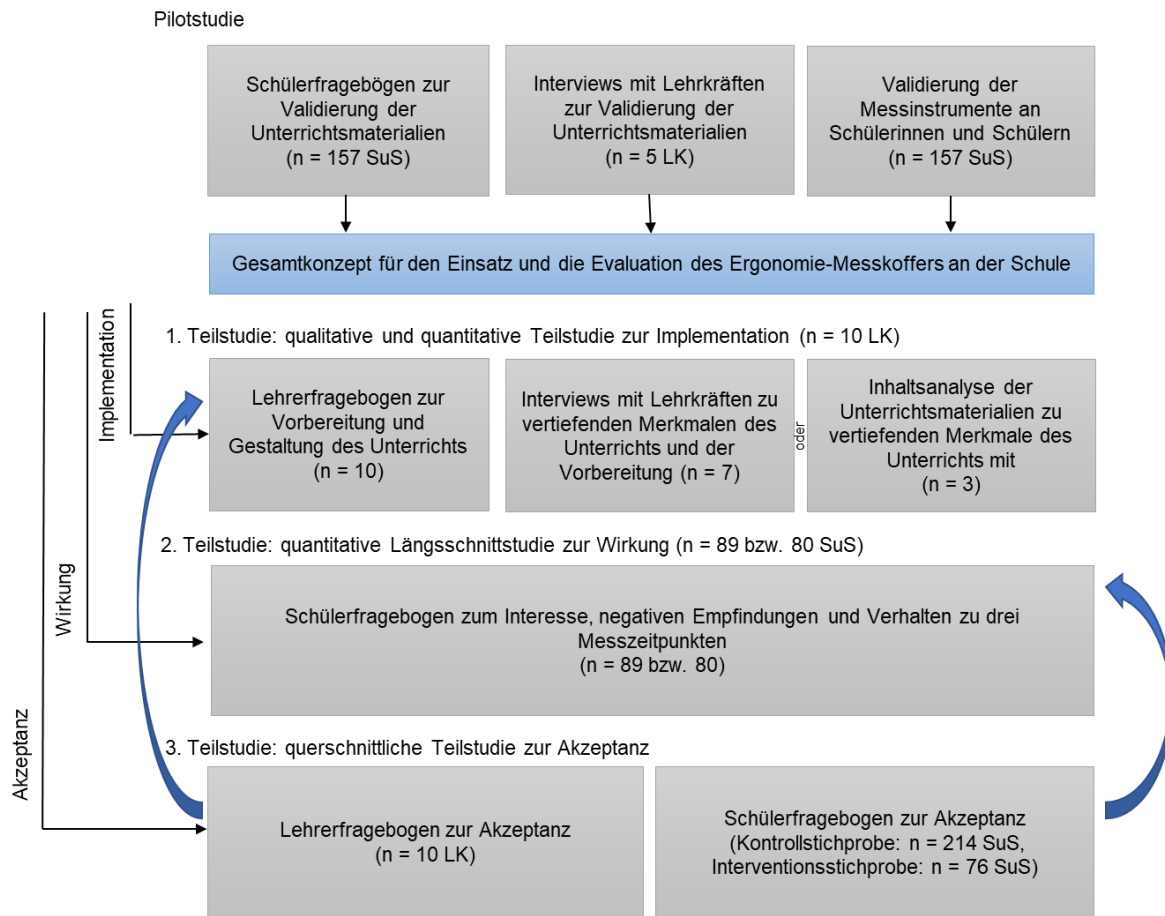 Pilotstudie
Schülerfragebögen zur
Validierung der
Unterrichtsmaterialien
(n = 157 SuS)
Interviews mit Lehrkräften
zur Validierung der
Unterrichtsmaterialien
(n = 5 LK)
Validierung der
Messinstrumente an
Schülerinnen und Schülern
(n = 157 SuS)
Gesamtkonzept für den Einsatz und die Evaluation des Ergonomie-Messkoffers an der Schule
Implementation
Wirkung
Akzeptanz
1. Teilstudie: qualitative und quantitative Teilstudie zur Implementation (n = 10 LK)
Lehrerfragebogen zur
Vorbereitung und
Gestaltung des Unterrichts
(n = 10)
Interviews mit Lehrkräften zu
vertiefenden Merkmalen des
Unterrichts und der
Vorbereitung (n = 7)
oder
Inhaltsanalyse der
Unterrichtsmaterialien zu
vertiefenden Merkmale des
Unterrichts mit
(n = 3)
2. Teilstudie: quantitative Längsschnittstudie zur Wirkung (n = 89 bzw. 80 SuS)
Schülerfragebogen zum Interesse, negativen Empfindungen und Verhalten zu drei
Messzeitpunkten
(n = 89 bzw. 80)
3. Teilstudie: querschnittliche Teilstudie zur Akzeptanz
Lehrerfragebogen zur Akzeptanz
(n = 10 LK)
Schülerfragebogen zur Akzeptanz
(Kontrollstichprobe: n = 214 SuS,
Interventionsstichprobe: n = 76 SuS)